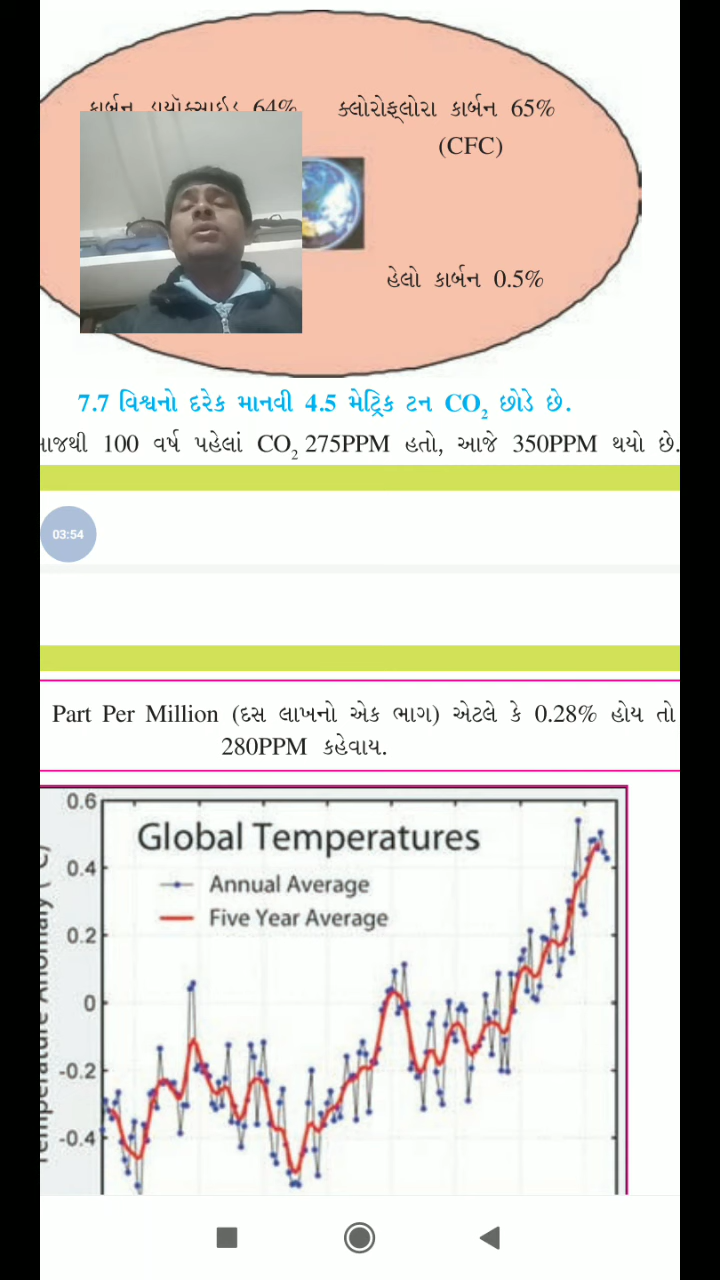 64% ક્લોરોફ્લોરા કાર્બન 65%
(CFC)
હેલો કાર્બન 0.5%
7.7 વિશ્વનો દરેક માનવી 4.5 મેટ્રિક ટન CO₂ છોડે છે.
100 વર્ષ પહેલાં CO₂ 275PPM હતો, આજે 350PPM થયો છે.
03:54
Part Per Million (દસ લાખનો એક ભાગ) એટલે કે 0.28% હોય તો
280PPM કહેવાય.
0.6
Global Temperatures
Annual Average
Five Year Average
0.4
0.2
0
-0.2
-0.4